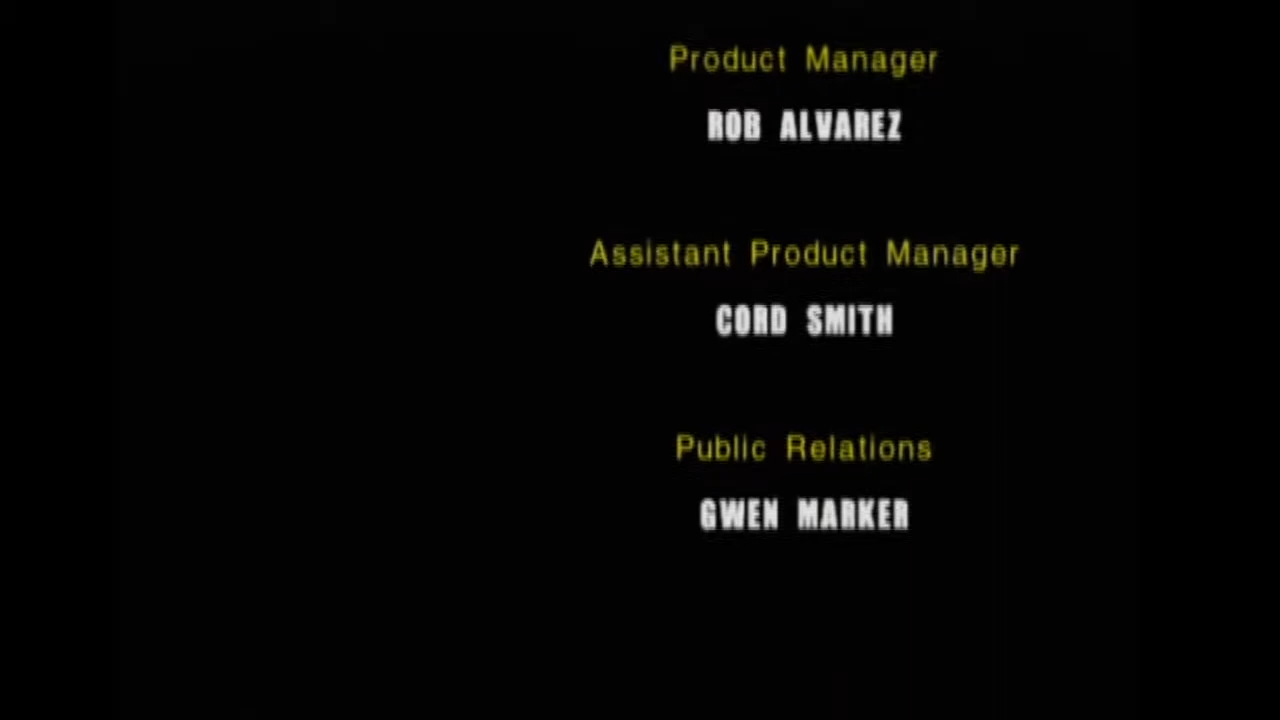 Product Manager
ROB ALVAREZ
Assistant Product Manager
CORD SMITH
Public Relations
GWEN MARKER